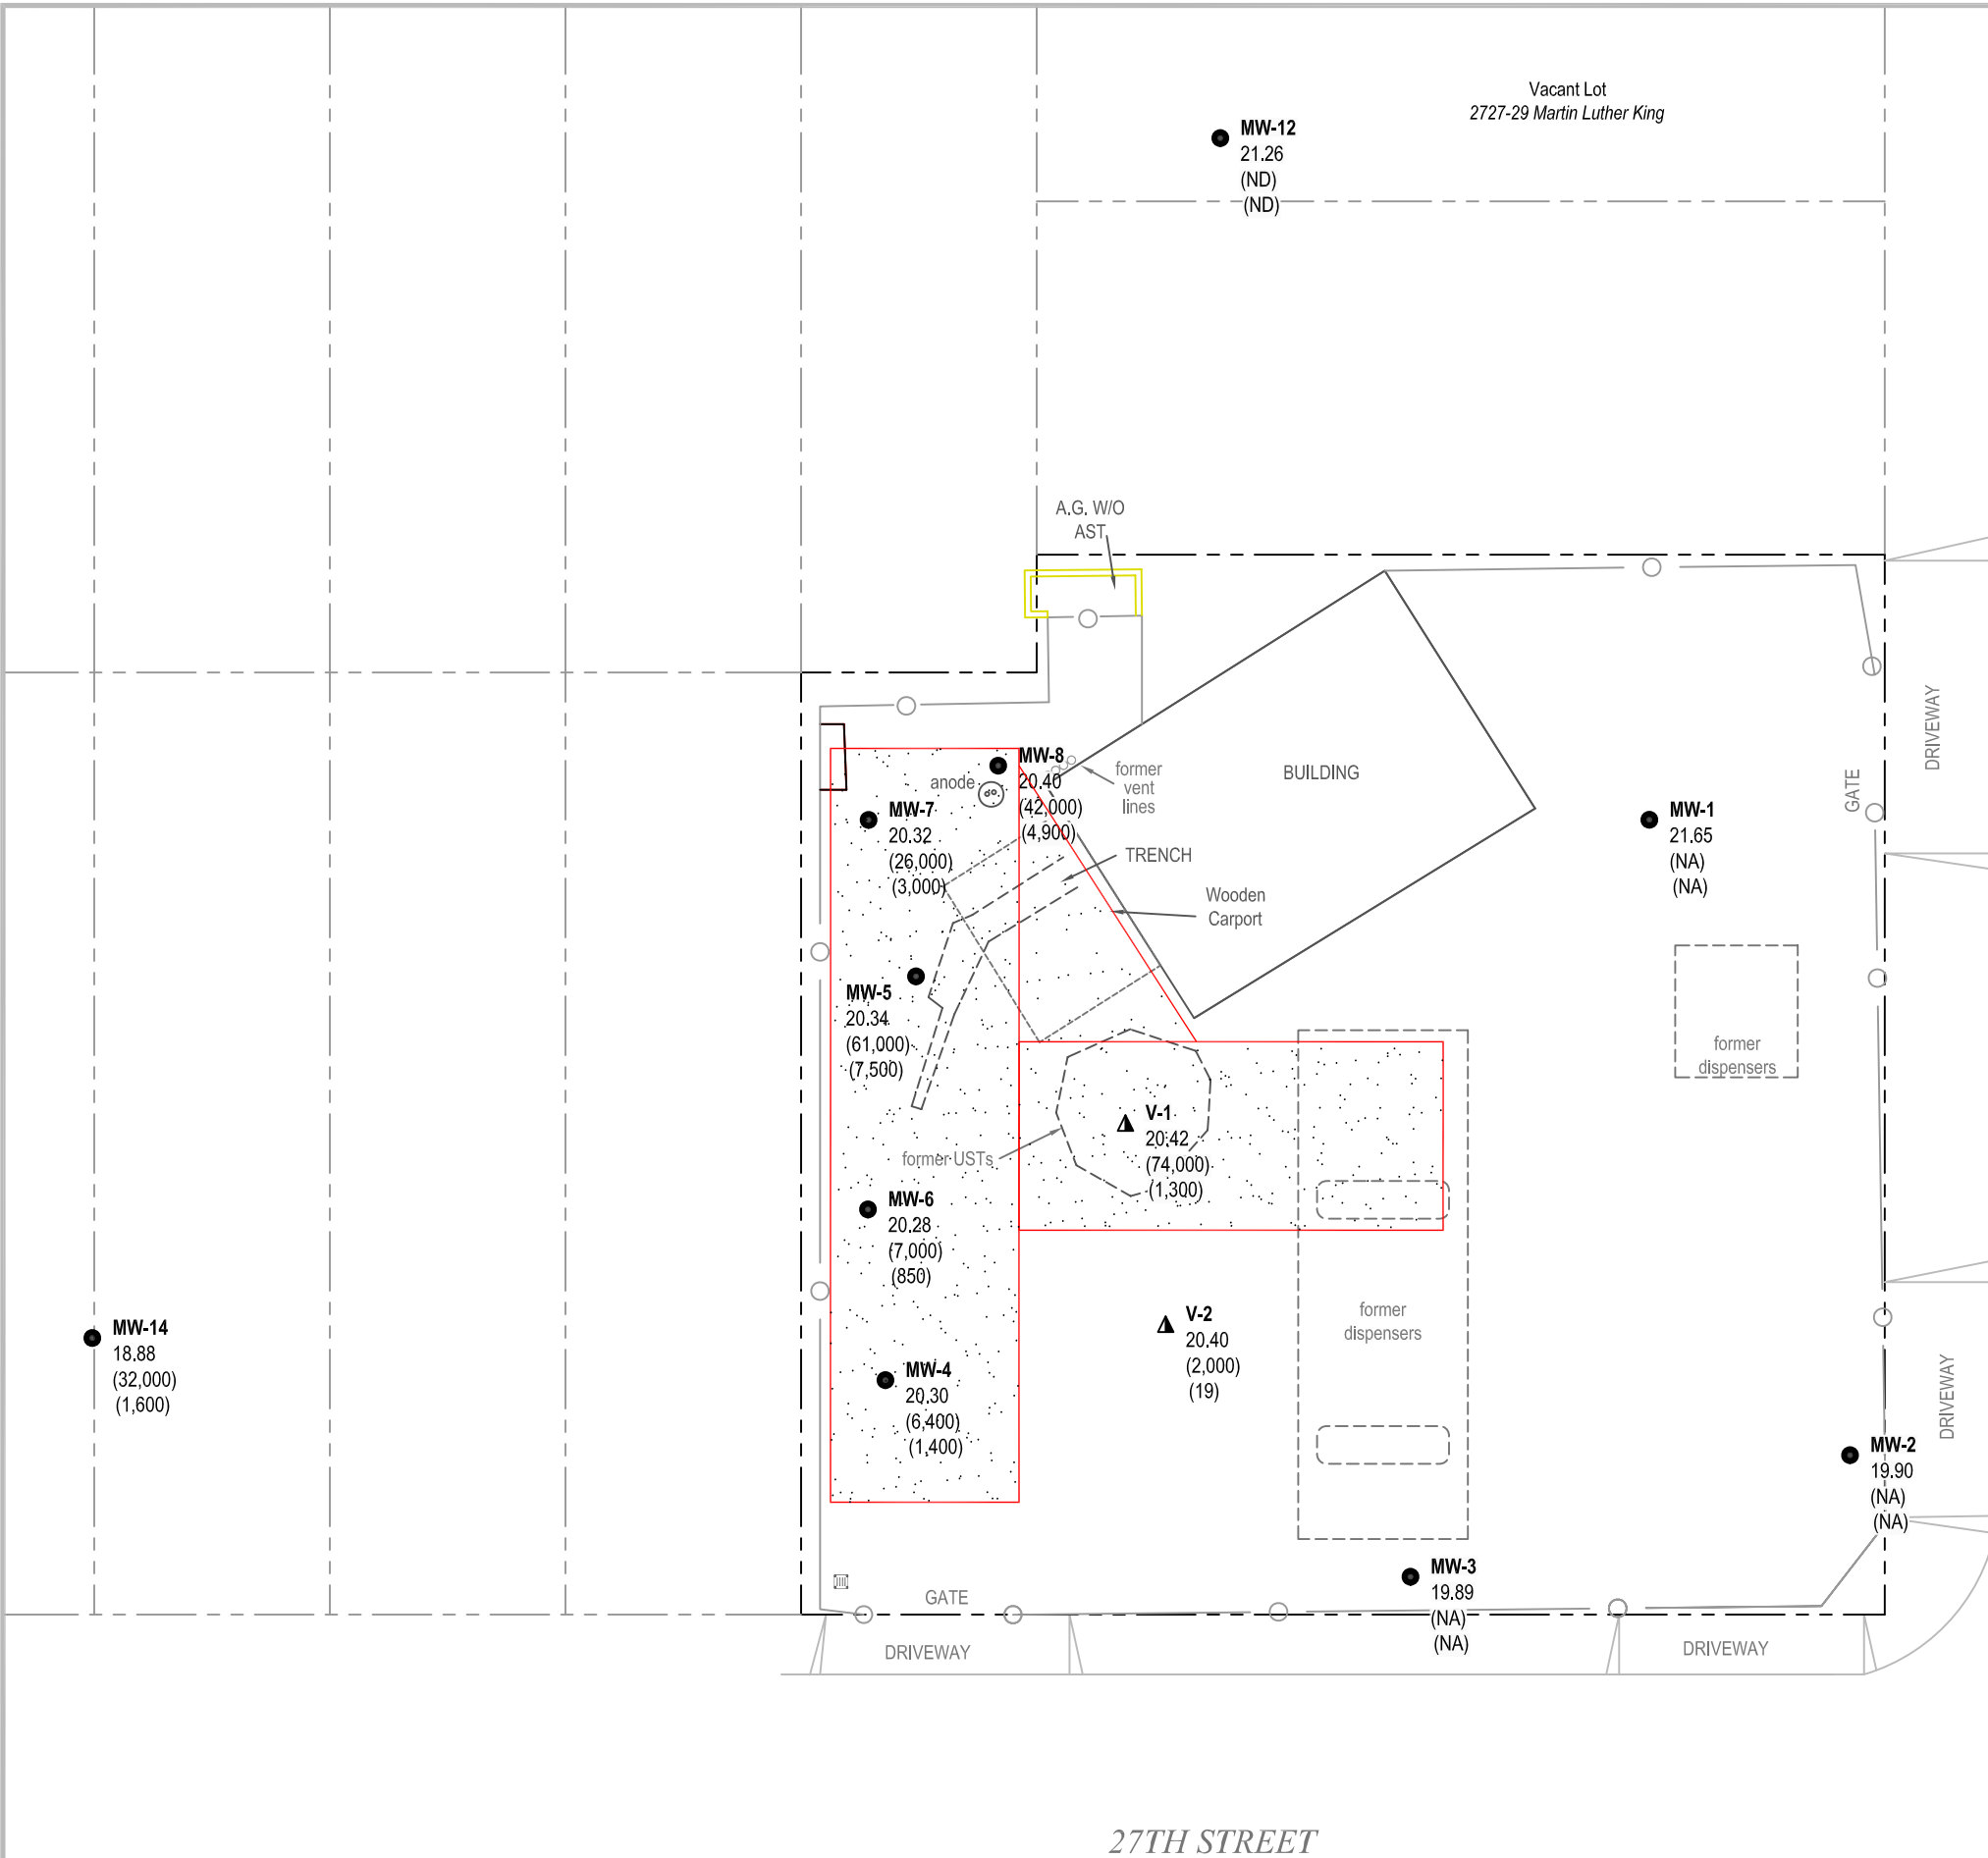 Vacant Lot
2727-29 Martin Luther King
MW-12
21.26
(ND)
(ND)
A.G. W/O
AST
MW-8
20.40
(42,000)
(4,900)
anode
former
vent
lines
BUILDING
DRIVEWAY
GATE
MW-7
20.32
(26,000)
(3,000)
MW-1
21.65
(NA)
(NA)
TRENCH
Wooden
Carport
MW-5
20.34
(61,000)
(7,500)
former
dispensers
V-1
20.42
(74,000)
(1,300)
former USTs
MW-6
20.28
(7,000)
(850)
MW-14
18.88
(32,000)
(1,600)
V-2
20.40
(2,000)
(19)
former
dispensers
MW-4
20.30
(6,400)
(1,400)
DRIVEWAY
MW-2
19.90
(NA)
(NA)
MW-3
19.89
(NA)
(NA)
GATE
DRIVEWAY
DRIVEWAY
27TH STREET